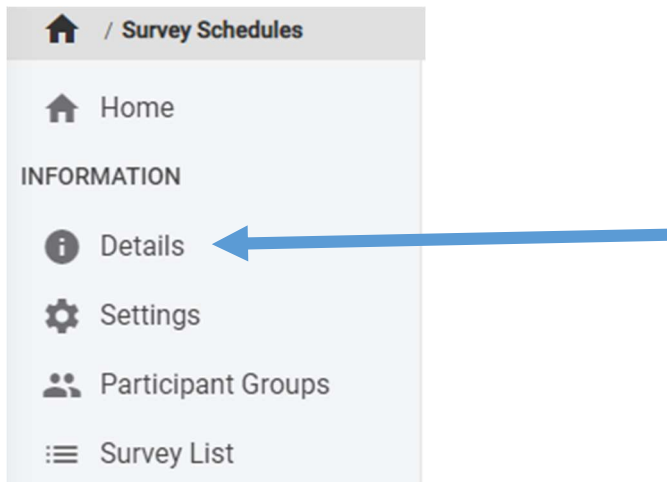 / Survey Schedules
Home
INFORMATION
Details
Settings
Participant Groups
Survey List